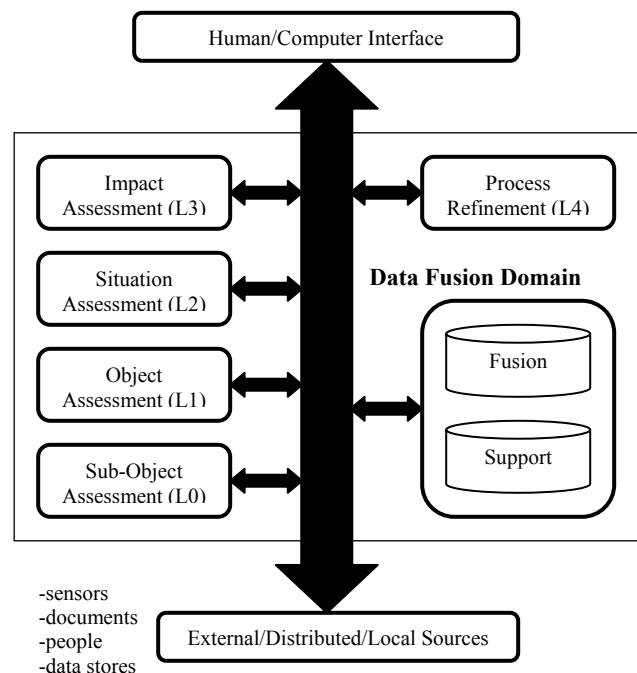 Human/Computer Interface
Impact
Assessment (L3)
Process
Refinement (L4)
Situation
Assessment (L2)
Data Fusion Domain
Fusion
Object
Assessment (L1)
Support
Sub-Object
Assessment (L0)
-sensors
-documents
-people
-data stores
External/Distributed/Local Sources